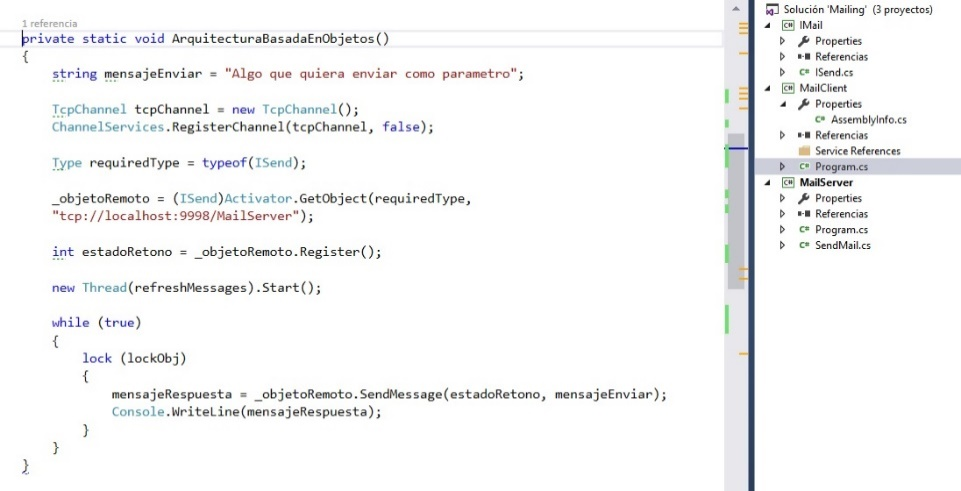 1 referencia
private static void ArquitecturaBasadaEnObjetos()
{
string mensajeEnviar = "Algo que quiera enviar como parametro";
TcpChannel tcpChannel = new TcpChannel();
ChannelServices.RegisterChannel(tcpChannel, false);
Type requiredType = typeof(ISend);
_objetoRemoto = (ISend)Activator.GetObject(requiredType,
"tcp://localhost:9998/MailServer");
int estadoRetono = _objetoRemoto.Register();
new Thread(refreshMessages).Start();
while (true)
{
lock (lockObj)
{
mensajeRespuesta = _objetoRemoto.SendMessage(estadoRetono, mensajeEnviar);
Console.WriteLine(mensajeRespuesta);
}
}
}
Solución 'Mailing' (3 proyectos)
C# IMail
Properties
Referencias
C# ISend.cs
C# MailClient
Properties
C# AssemblyInfo.cs
Referencias
Service References
C# Program.cs
C# MailServer
Properties
Referencias
C# Program.cs
C# SendMail.cs